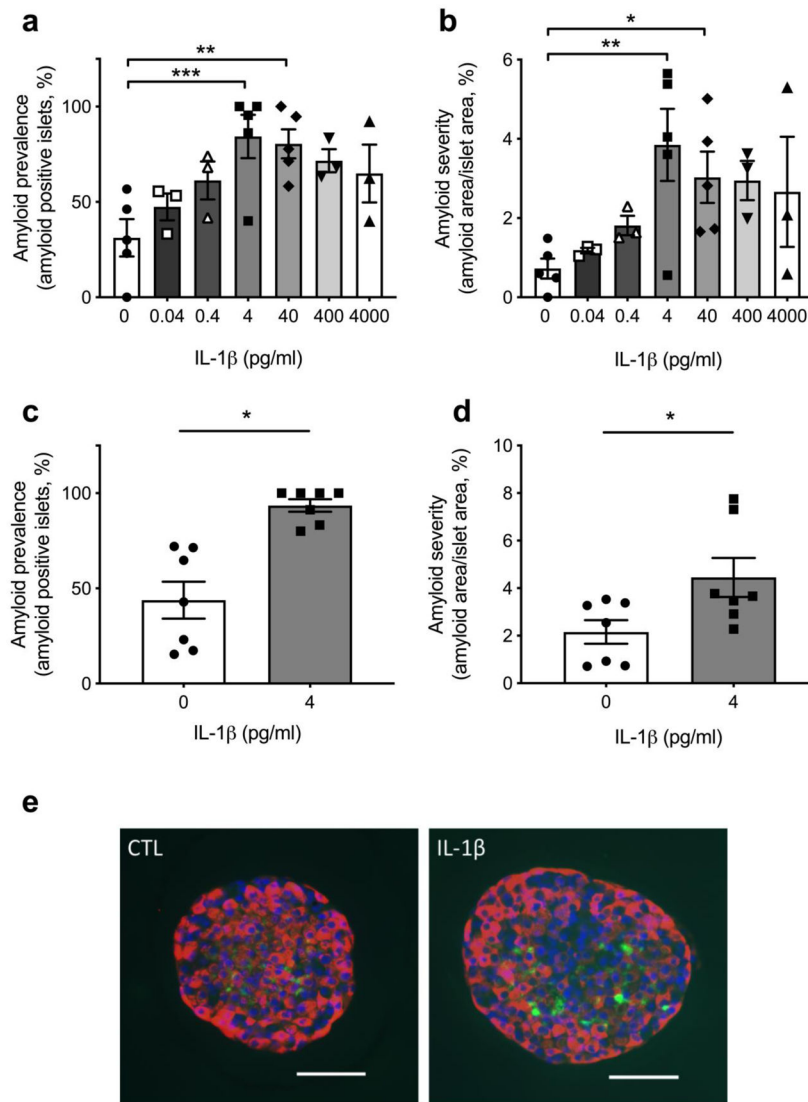 a
Amyloid prevalence
(amyloid positive islets, %)
100
50
0
**
***
0 0.04 0.4 4 40 400 4000
IL-1β (pg/ml)
b
Amyloid severity
(amyloid area/islet area, %)
6
4
2
0
*
**
0 0.04 0.4 4 40 400 4000
IL-1β (pg/ml)
c
Amyloid prevalence
(amyloid positive islets, %)
100
50
0
*
0 4
IL-1β (pg/ml)
d
Amyloid severity
(amyloid area/islet area, %)
10
8
6
4
2
0
*
0 4
IL-1β (pg/ml)
e
CTL
IL-1β